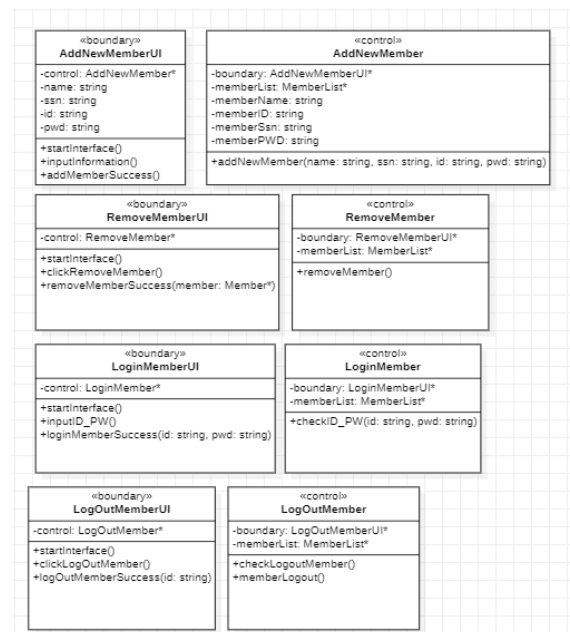 «boundary»
AddNewMemberUI
-control: AddNewMember*
-name: string
-ssn: string
-id: string
-pwd: string
+startInterface()
+inputInformation()
+addMemberSuccess()
«control»
AddNewMember
-boundary: AddNewMemberUI*
-memberList: MemberList*
-memberName: string
-memberID: string
-memberSsn: string
-memberPWD: string
+addNewMember(name: string, ssn: string, id: string, pwd: string)
«boundary»
RemoveMemberUI
-control: RemoveMember*
+startInterface()
+clickRemoveMember()
+removeMemberSuccess(member: Member*)
«control»
RemoveMember
-boundary: RemoveMemberUI*
-memberList: MemberList*
+removeMember()
«boundary»
LoginMemberUI
-control: LoginMember*
+startInterface()
+inputID_PW()
+loginMemberSuccess(id: string, pwd: string)
«control»
LoginMember
-boundary: LoginMemberUI*
-memberList: MemberList*
+checkID_PW(id: string, pwd: string)
«boundary»
LogOutMemberUI
-control: LogOutMember*
+startInterface()
+clickLogOutMember()
+logOutMemberSuccess(id: string)
«control»
LogOutMember
-boundary: LogOutMemberUI*
-memberList: MemberList*
+checkLogoutMember()
+memberLogout()